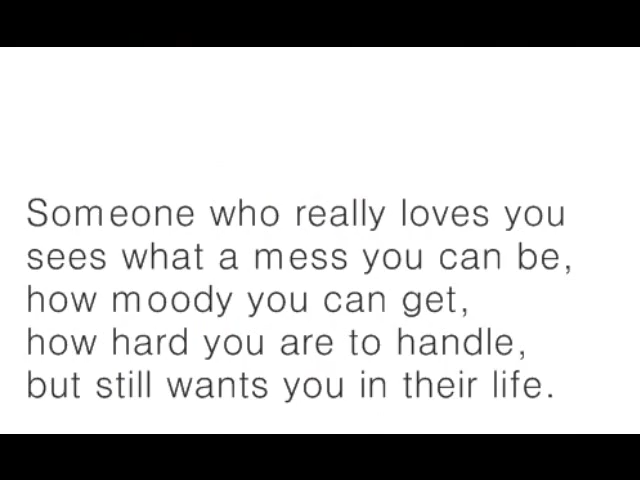 Someone who really loves you
sees what a mess you can be,
how moody you can get,
how hard you are to handle,
but still wants you in their life.